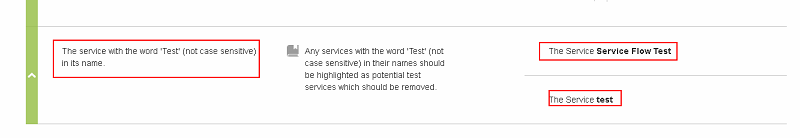 The service with the word 'Test' (not case sensitive)
in its name.
Any services with the word 'Test' (not
case sensitive) in their names should
be highlighted as potential test
services which should be removed.
The Service Service Flow Test
The Service test